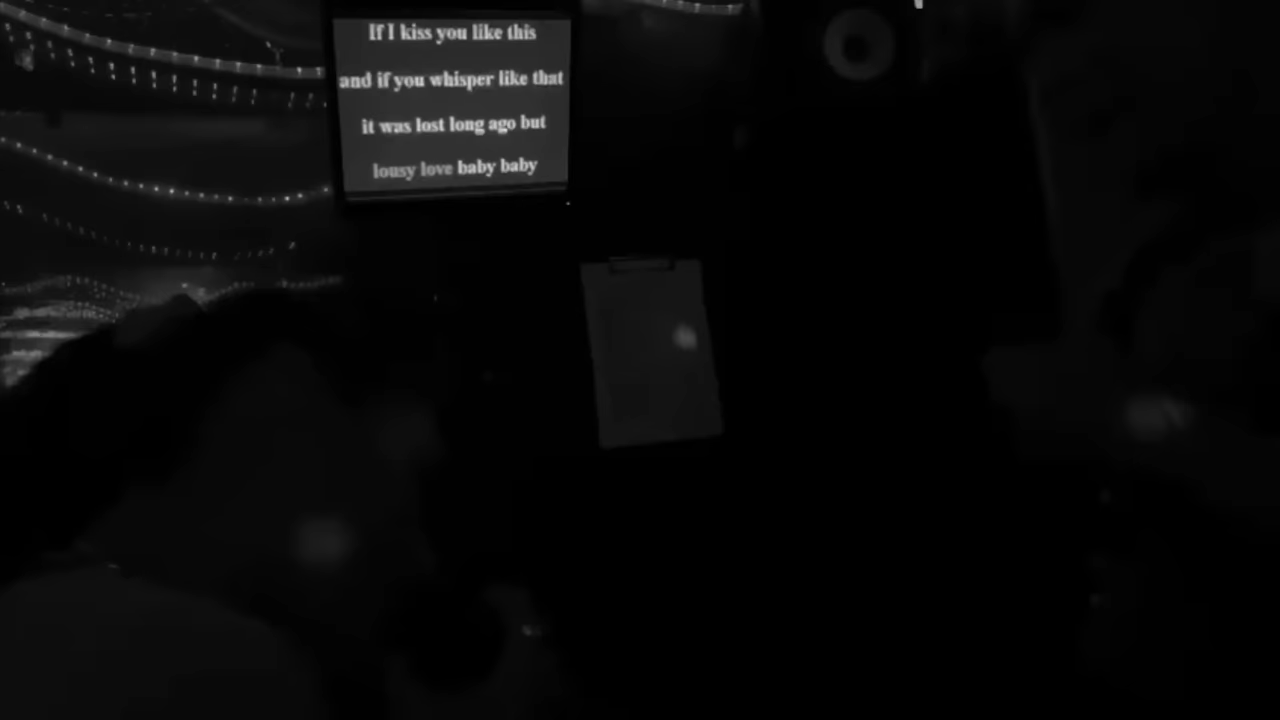 If I kiss you like this
and if you whisper like that
it was lost long ago but
lousy love baby baby